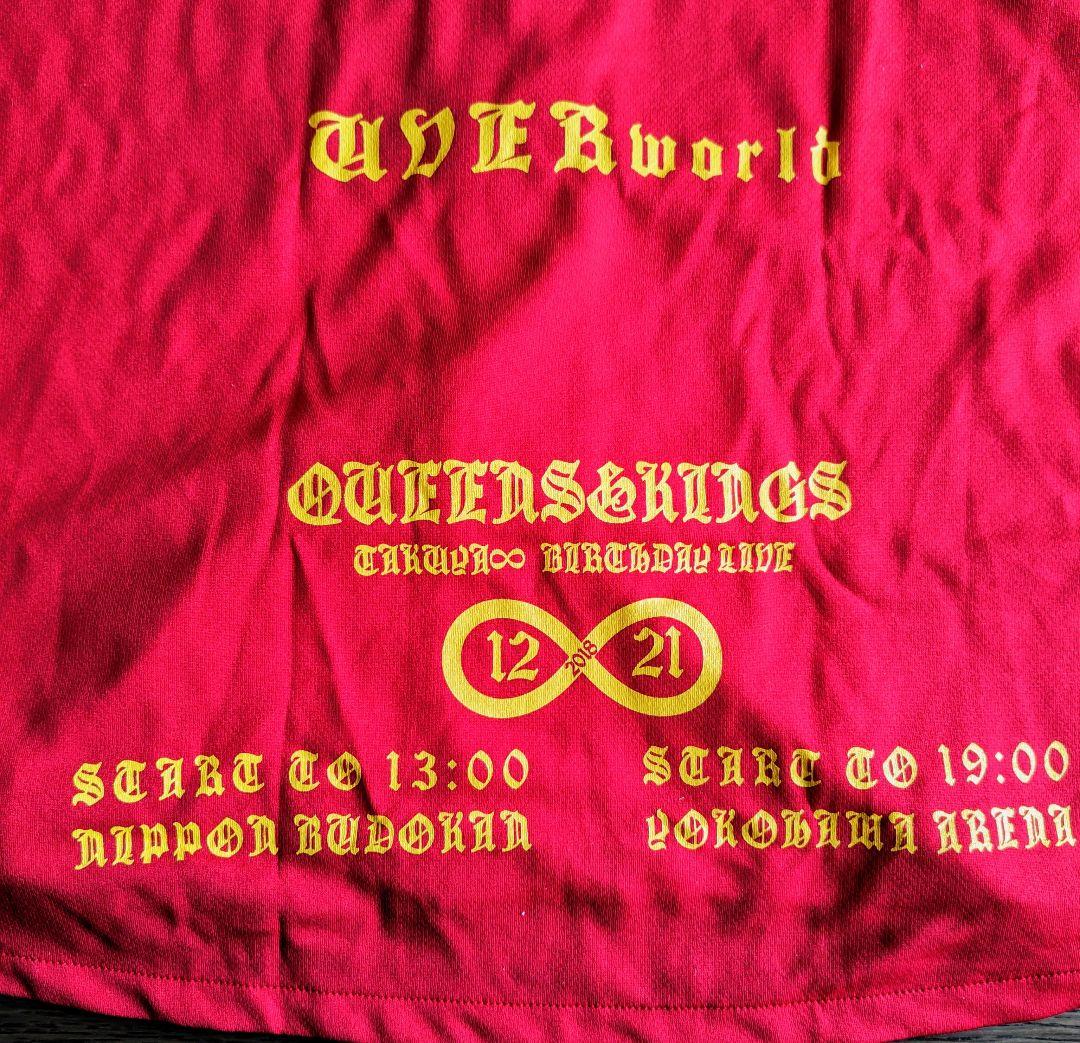 UVERworld
QUEENS&KINGS
TAKUYA∞ BIRTHDAY LIVE
12 2018 21
START TO 13:00
NIPPON BUDOKAN
START TO 19:00
YOKOHAMA ARENA